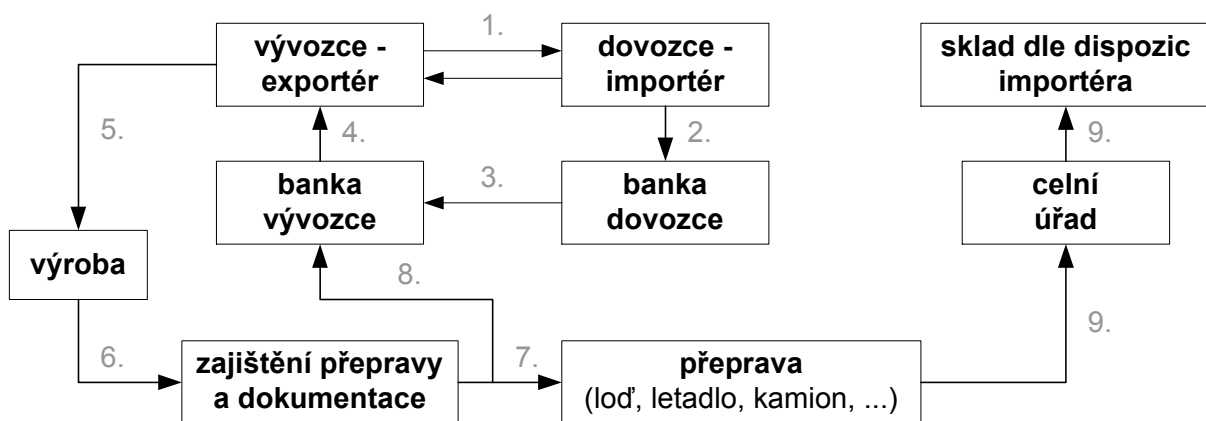 vývozce -
exportér
1.
dovozce -
importér
sklad dle dispozic
importéra
5.
4.
2.
9.
banka
vývozce
3.
banka
dovozce
celní
úřad
výroba
8.
6.
zajištění přepravy
a dokumentace
7.
přeprava
(loď, letadlo, kamion, ...)
9.